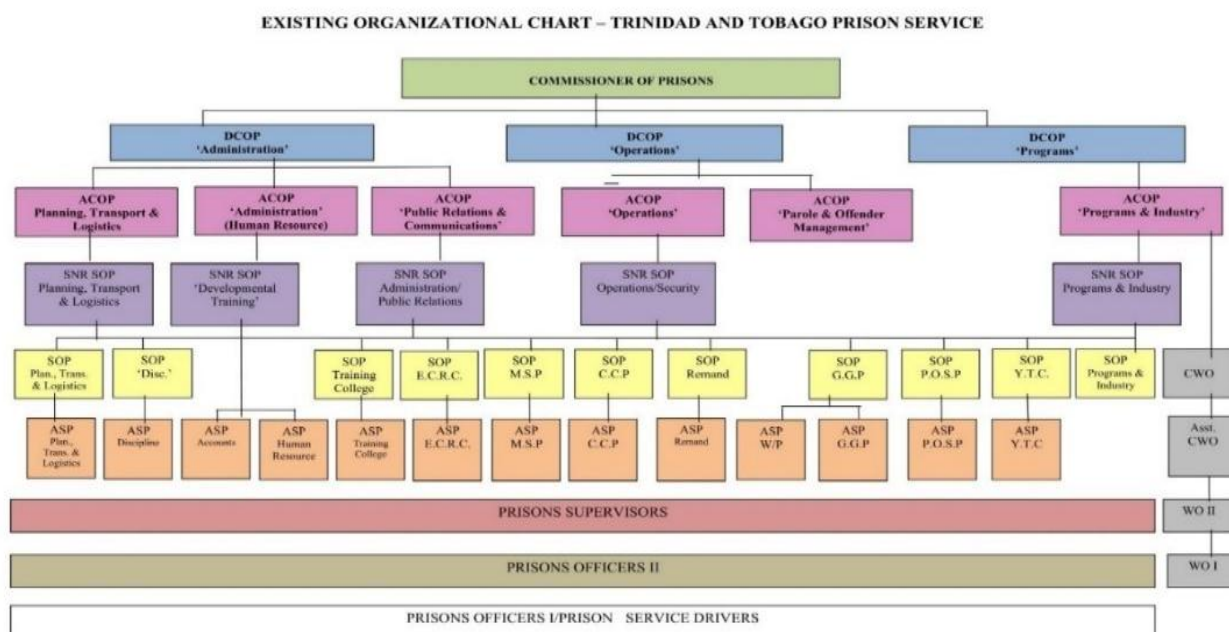 EXISTING ORGANIZATIONAL CHART – TRINIDAD AND TOBAGO PRISON SERVICE
COMMISSIONER OF PRISONS
DCOP
'Administration'
DCOP
'Operations'
DCOP
'Programs'
ACOP
Planning, Transport &
Logistics
ACOP
'Administration'
(Human Resource)
ACOP
'Public Relations &
Communications'
ACOP
'Operations'
ACOP
'Parole & Offender
Management'
ACOP
'Programs & Industry'
SNR SOP
Planning, Transport
& Logistics
SNR SOP
'Developmental
Training'
SNR SOP
Administration/
Public Relations
SNR SOP
Operations/Security
SNR SOP
Programs & Industry
SOP
Plan., Trans.
& Logistics
SOP
'Disc.'
SOP
Training
College
SOP
E.C.R.C.
SOP
M.S.P
SOP
C.C.P
SOP
Remand
SOP
G.G.P
SOP
P.O.S.P
SOP
Y.T.C.
SOP
Programs &
Industry
CWO
ASP
Plan.,
Trans. &
Logistics
ASP
Discipline
ASP
Accounts
ASP
Human
Resource
ASP
Training
College
ASP
E.C.R.C.
ASP
M.S.P
ASP
C.C.P
ASP
Remand
ASP
W/P
ASP
G.G.P
ASP
P.O.S.P
ASP
Y.T.C
Asst.
CWO
PRISONS SUPERVISORS
WO II
PRISONS OFFICERS II
WO I
PRISONS OFFICERS I/PRISON SERVICE DRIVERS